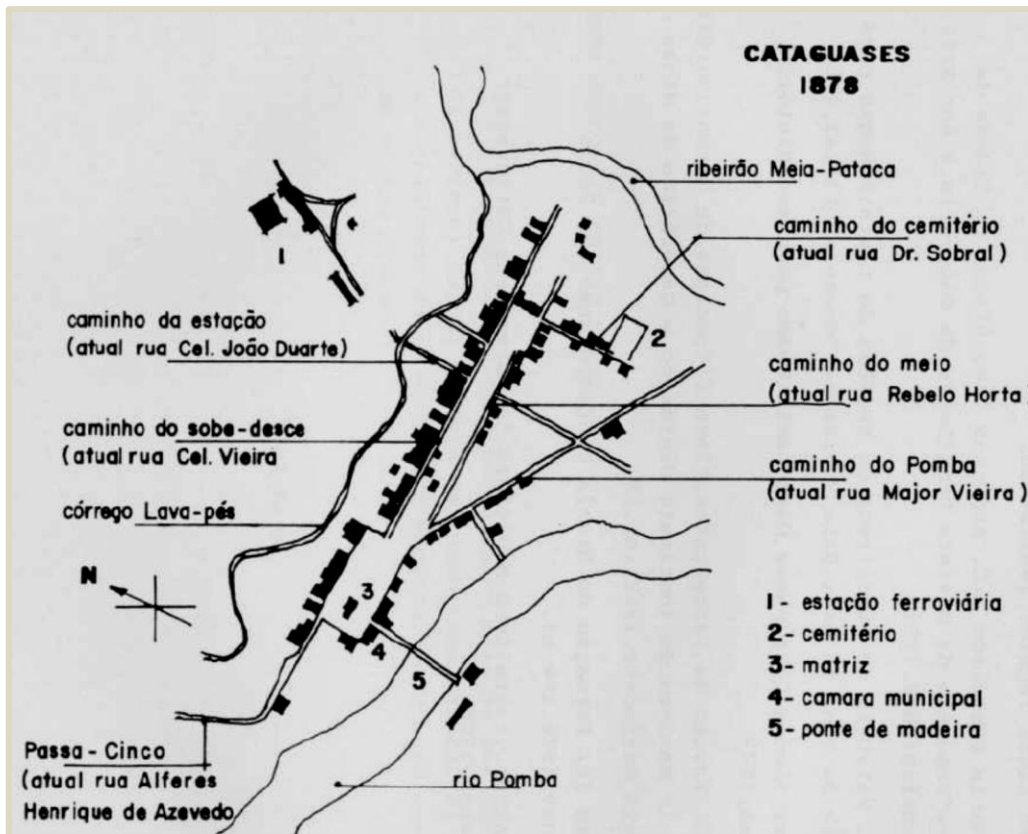 CATAGUASES
1878
ribeirão Meia-Pataca
caminho do cemitério
(atual rua Dr. Sobral)
1
2
caminho da estação
(atual rua Cel. João Duarte)
caminho do meio
(atual rua Rebelo Horta)
caminho do sobe-desce
(atual rua Cel. Vieira
caminho do Pomba
(atual rua Major Vieira)
córrego Lava-pés
N
3
4
5
1- estação ferroviária
2- cemitério
3- matriz
4- camara municipal
5- ponte de madeira
Passa-Cinco
(atual rua Alferes
Henrique de Azevedo
rio Pomba